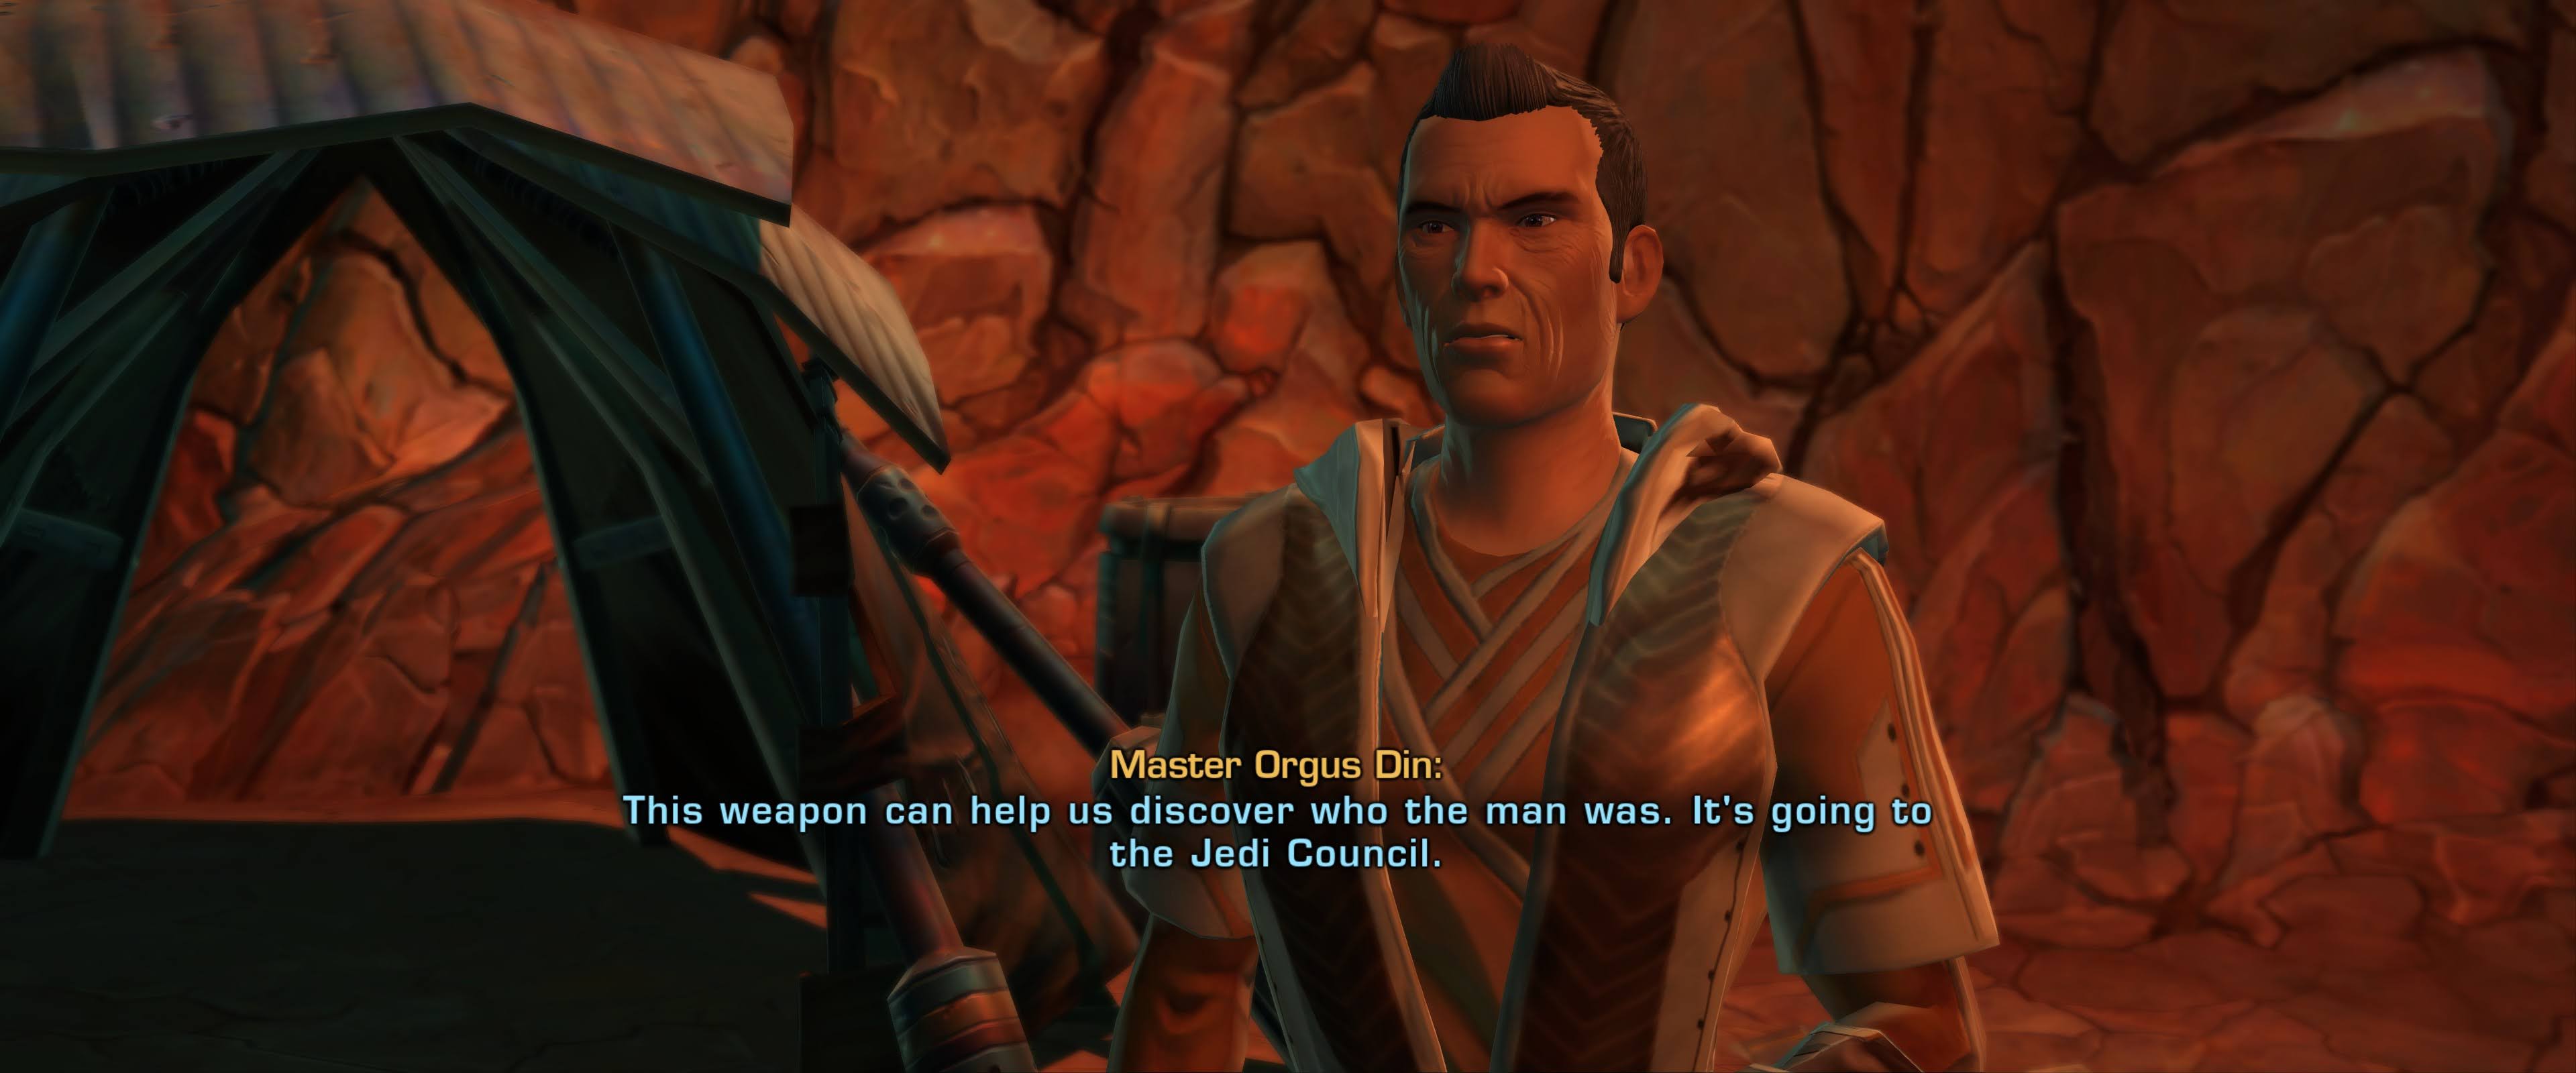 Master Orgus Din:
This weapon can help us discover who the man was. It's going to
the Jedi Council.